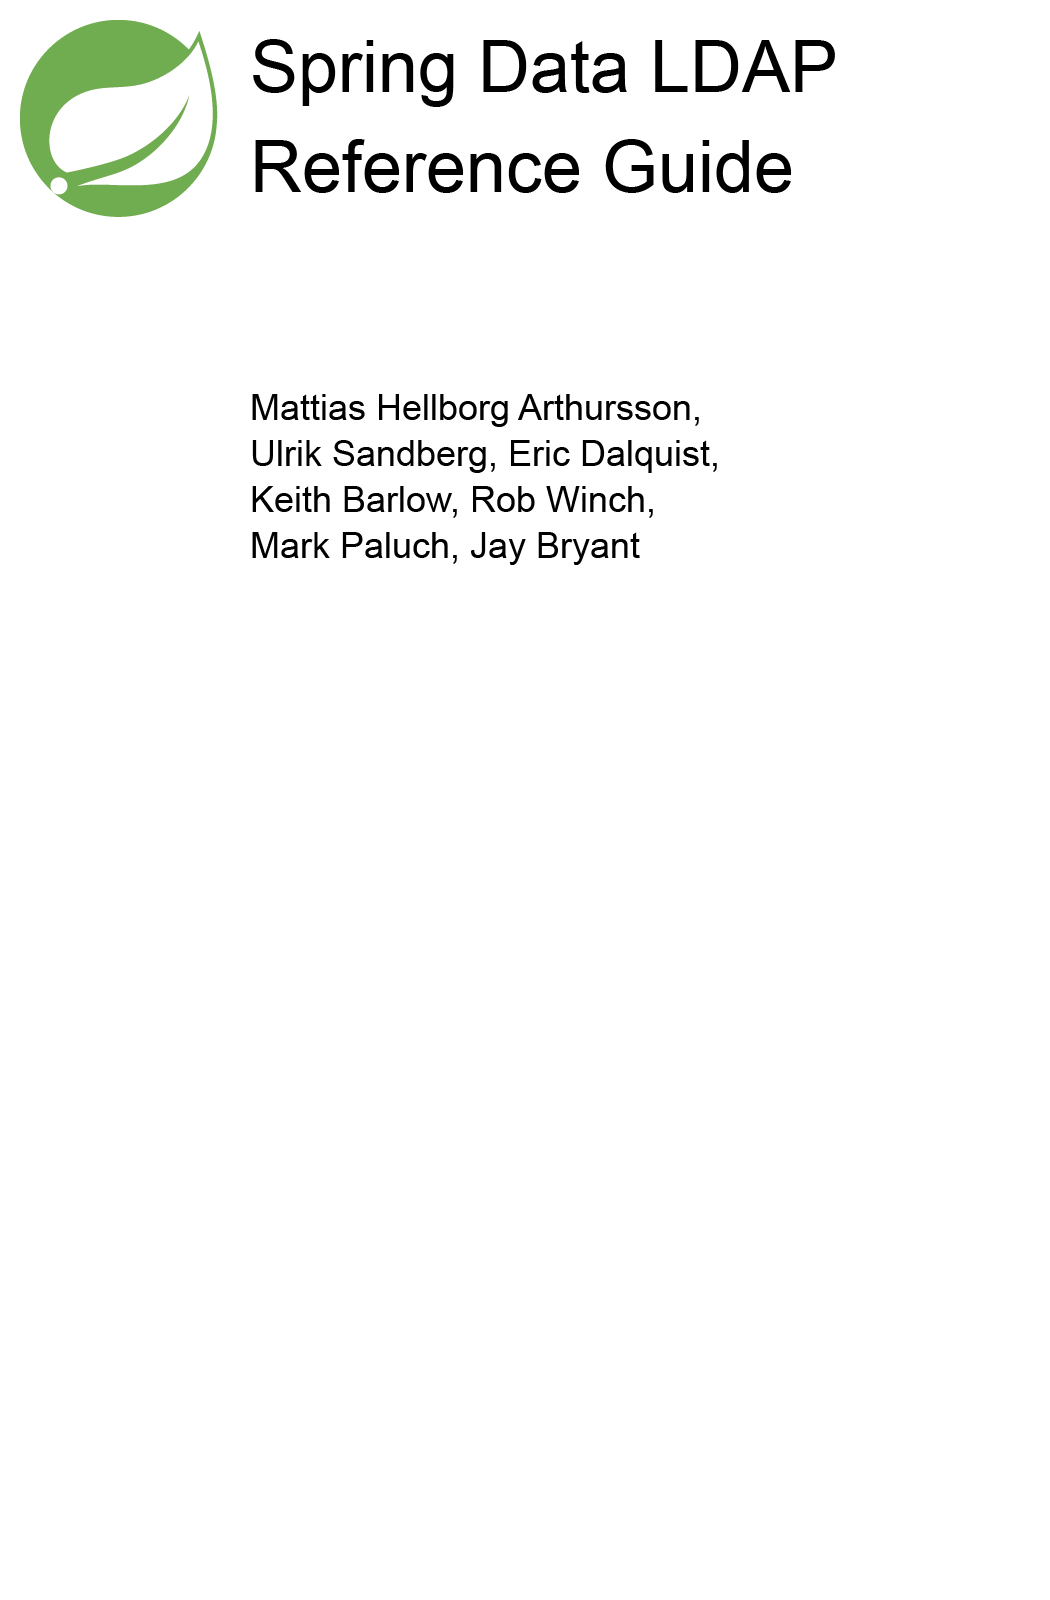 Spring Data LDAP
Reference Guide
Mattias Hellborg Arthursson,
Ulrik Sandberg, Eric Dalquist,
Keith Barlow, Rob Winch,
Mark Paluch, Jay Bryant